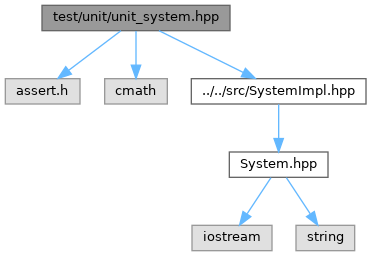 test/unit/unit_system.hpp
assert.h
cmath
../../src/SystemImpl.hpp
System.hpp
iostream
string